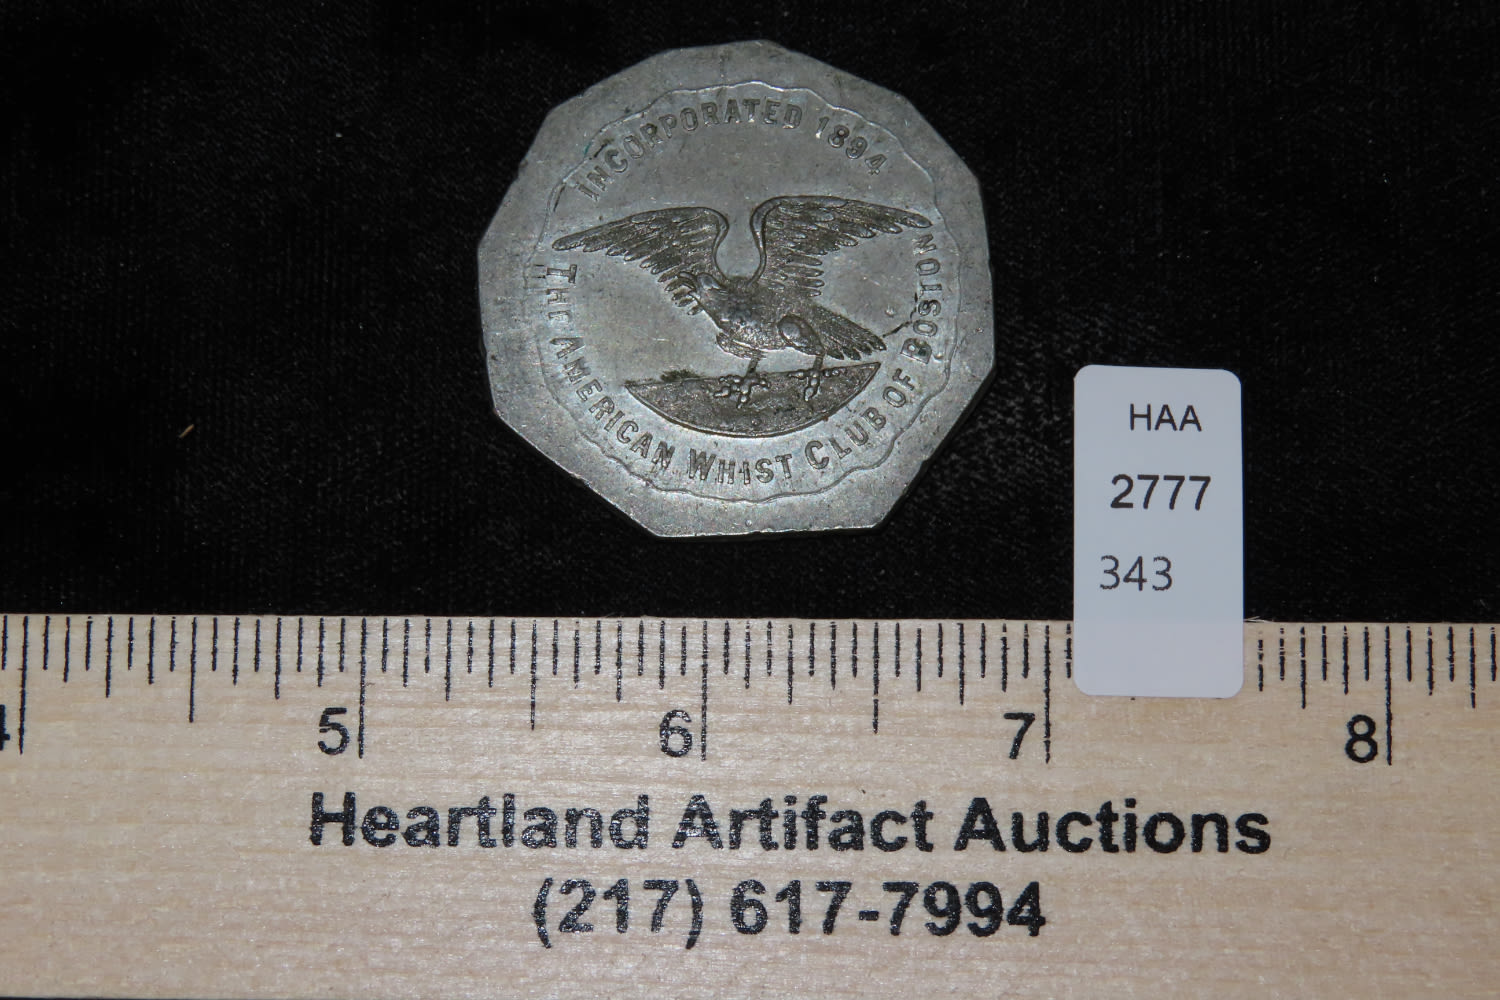 INCORPORATED 1894
THE AMERICAN WHIST CLUB OF BOSTON
HAA
2777
343
4 5 6 7 8
Heartland Artifact Auctions
(217) 617-7994